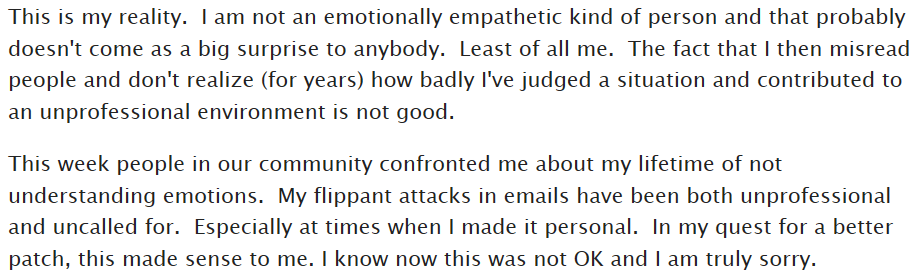 This is my reality.  I am not an emotionally empathetic kind of person and that probably
doesn't come as a big surprise to anybody.  Least of all me.  The fact that I then misread
people and don't realize (for years) how badly I've judged a situation and contributed to
an unprofessional environment is not good.
This week people in our community confronted me about my lifetime of not
understanding emotions.  My flippant attacks in emails have been both unprofessional
and uncalled for.  Especially at times when I made it personal.  In my quest for a better
patch, this made sense to me. I know now this was not OK and I am truly sorry.